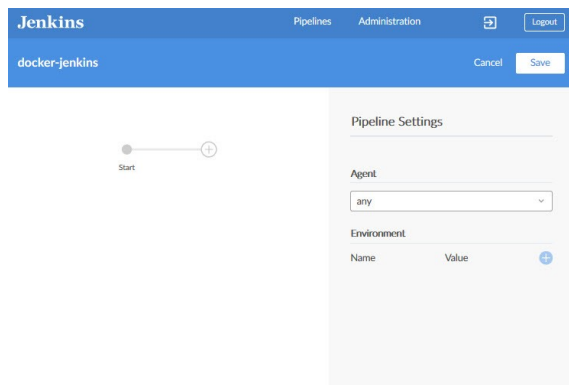 Jenkins Pipelines Administration Logout
docker-jenkins Cancel Save
Start
Pipeline Settings
Agent
any
Environment
Name Value